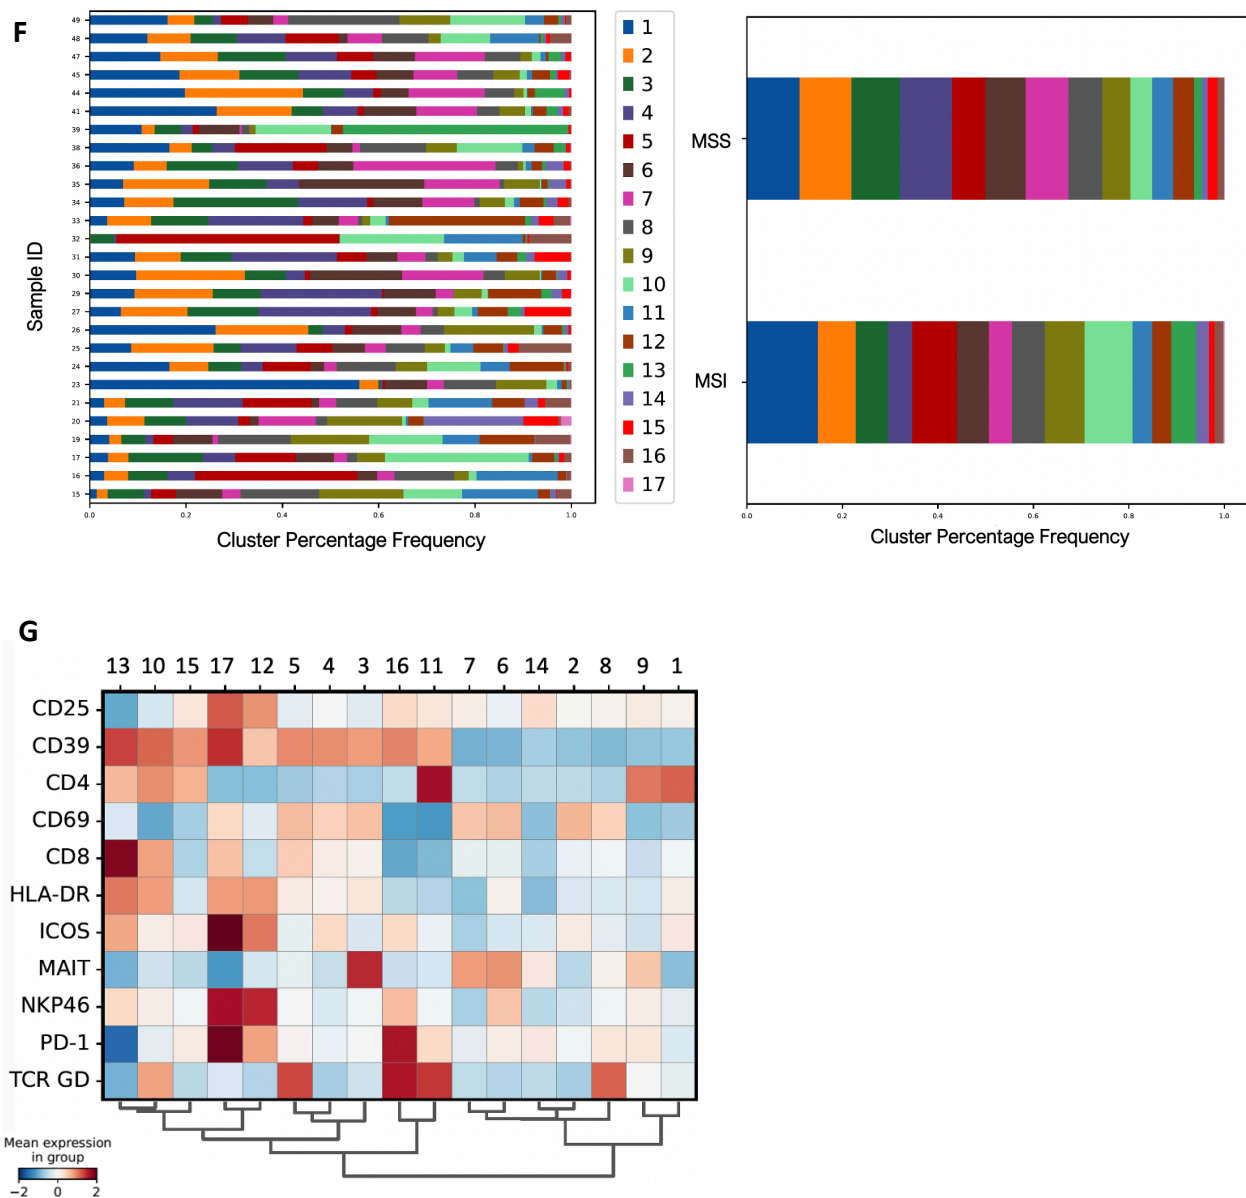 F
49
48
47
45
44
41
39
38
36
35
34
33
32
31
30
29
27
26
25
24
23
21
20
19
17
16
15
Sample ID
0.0 0.2 0.4 0.6 0.8 1.0
Cluster Percentage Frequency
1
2
3
4
5
6
7
8
9
10
11
12
13
14
15
16
17
MSS
MSI
0.0 0.2 0.4 0.6 0.8 1.0
Cluster Percentage Frequency
G
13 10 15 17 12 5 4 3 16 11 7 6 14 2 8 9 1
CD25
CD39
CD4
CD69
CD8
HLA-DR
ICOS
MAIT
NKP46
PD-1
TCR GD
Mean expression
in group
−2 0 2